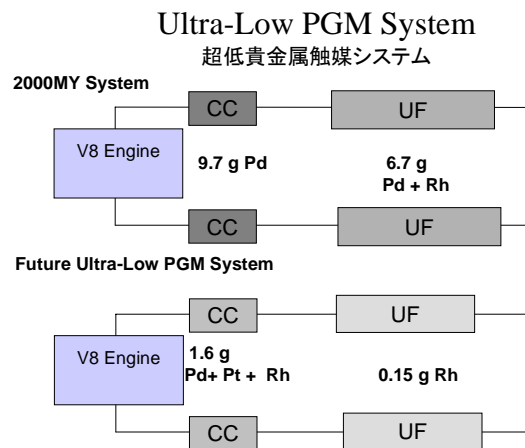 Ultra-Low PGM System
超低貴金属触媒システム
2000MY System
CC
UF
V8 Engine
9.7 g Pd
6.7 g
Pd + Rh
CC
UF
Future Ultra-Low PGM System
CC
UF
V8 Engine
1.6 g
Pd+ Pt + Rh
0.15 g Rh
CC
UF